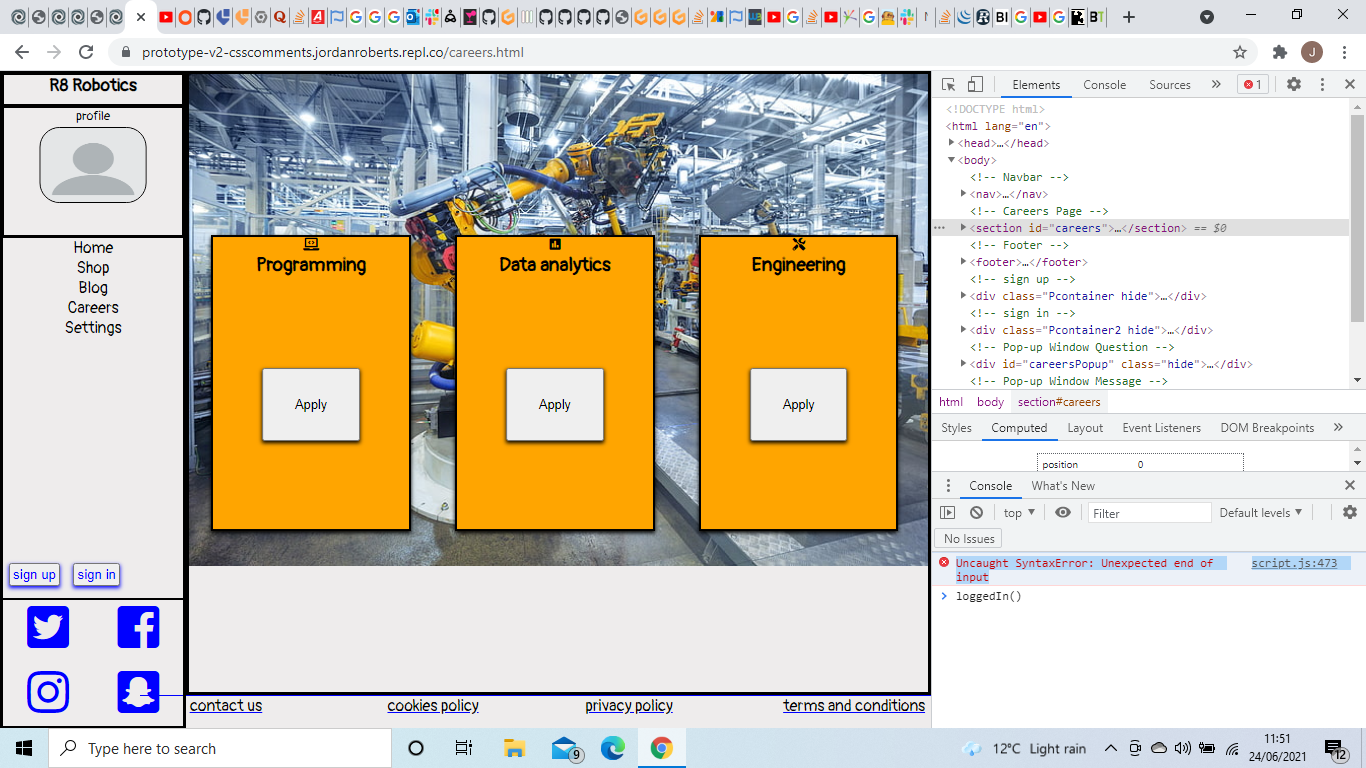 prototype-v2-csscomments.jordanroberts.repl.co/careers.html
J
R8 Robotics
profile
Home
Shop
Blog
Careers
Settings
sign up
sign in
Programming
Data analytics
Engineering
Apply
Apply
Apply
contact us
cookies policy
privacy policy
terms and conditions
Elements
Console
Sources
1
<!DOCTYPE html>
<html lang="en">
<head>…</head>
<body>
<!-- Navbar -->
<nav>…</nav>
<!-- Careers Page -->
<section id="careers">…</section> == $0
<!-- Footer -->
<footer>…</footer>
<!-- sign up -->
<div class="Pcontainer hide">…</div>
<!-- sign in -->
<div class="Pcontainer2 hide">…</div>
<!-- Pop-up Window Question -->
<div id="careersPopup" class="hide">…</div>
<!-- Pop-up Window Message -->
html body section#careers
Styles Computed Layout Event Listeners DOM Breakpoints
position 0
Console What's New
top Filter Default levels
No Issues
Uncaught SyntaxError: Unexpected end of input script.js:473
loggedIn()
Type here to search
9
12°C Light rain
11:51
24/06/2021
12